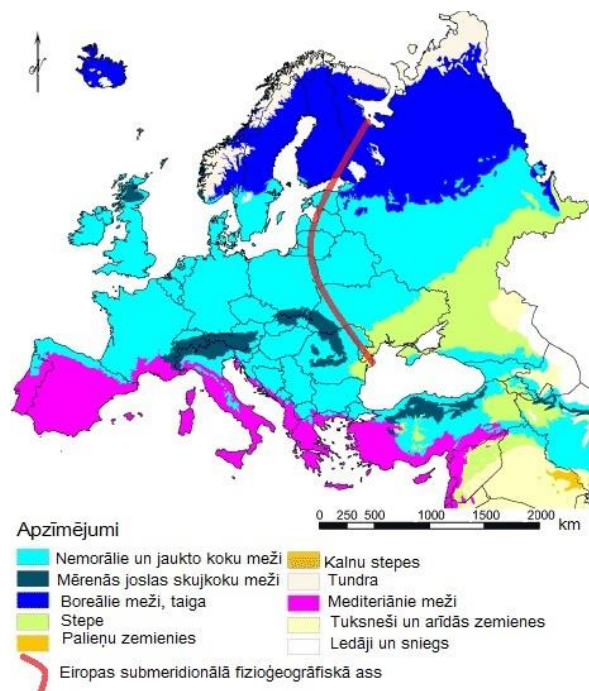 N
0 250 500 1000 1500 2000
km
Apzīmējumi
Nemorālie un jaukto koku meži
Mērenās joslas skujkoku meži
Boreālie meži, taiga
Stepe
Palieņu zemienies
Kalnu stepes
Tundra
Mediteriānie meži
Tuksneši un arīdās zemienes
Ledāji un sniegs
Eiropas submeridionālā fizioģeogrāfiskā ass